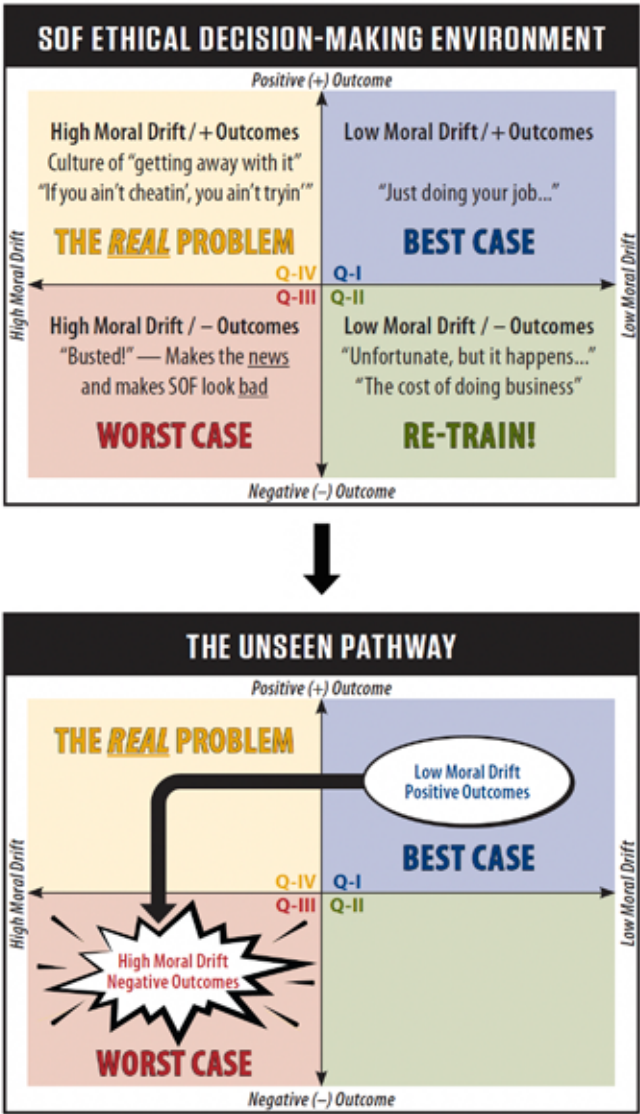 SOF ETHICAL DECISION-MAKING ENVIRONMENT
Positive (+) Outcome
High Moral Drift / + Outcomes
Culture of “getting away with it”
“If you ain’t cheatin’, you ain’t tryin’”
THE REAL PROBLEM
Low Moral Drift / + Outcomes
“Just doing your job...”
BEST CASE
High Moral Drift
Low Moral Drift
Q-IV
Q-I
Q-III
Q-II
High Moral Drift / – Outcomes
“Busted!” — Makes the news
and makes SOF look bad
WORST CASE
Low Moral Drift / – Outcomes
“Unfortunate, but it happens...”
“The cost of doing business”
RE-TRAIN!
Negative (–) Outcome
THE UNSEEN PATHWAY
Positive (+) Outcome
THE REAL PROBLEM
Low Moral Drift
Positive Outcomes
BEST CASE
High Moral Drift
Low Moral Drift
Q-IV
Q-I
Q-III
Q-II
High Moral Drift
Negative Outcomes
WORST CASE
Negative (–) Outcome